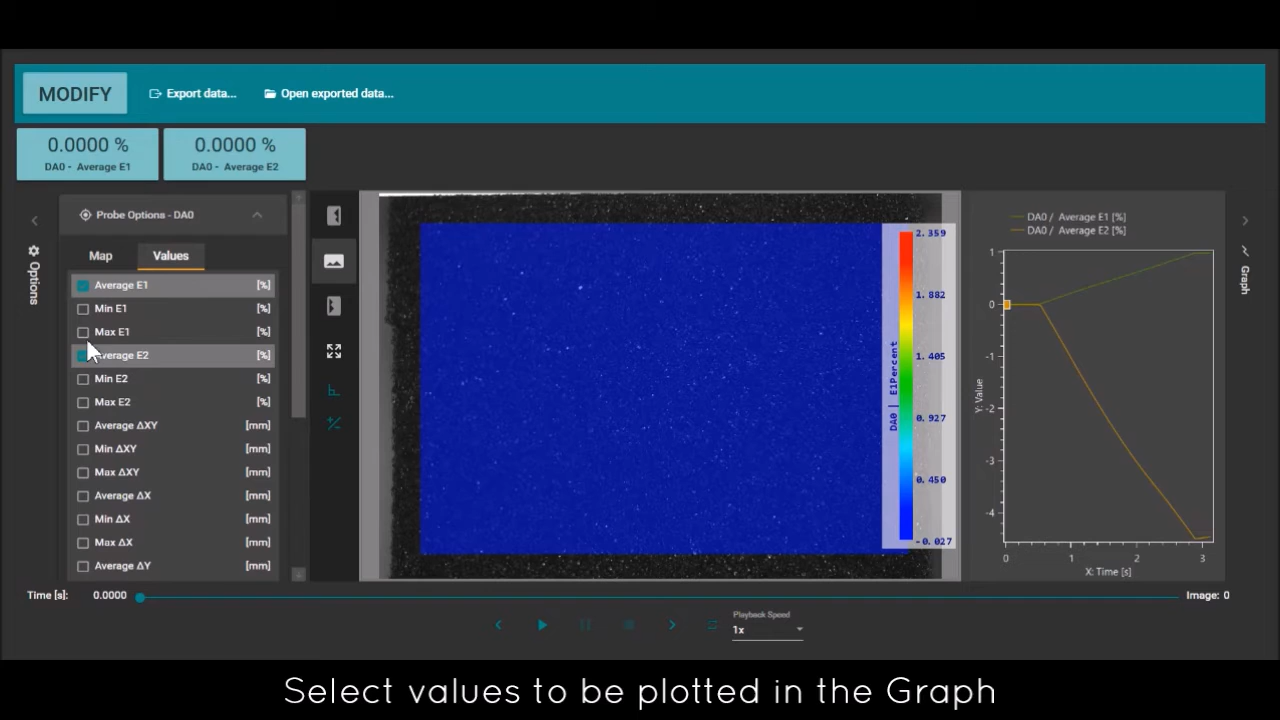 MODIFY
Export data...
Open exported data...
0.0000 %
DA0 - Average E1
0.0000 %
DA0 - Average E2
Options
Probe Options - DA0
Map
Values
Average E1 [%]
Min E1 [%]
Max E1 [%]
Average E2 [%]
Min E2 [%]
Max E2 [%]
Average ΔXY [mm]
Min ΔXY [mm]
Max ΔXY [mm]
Average ΔX [mm]
Min ΔX [mm]
Max ΔX [mm]
Average ΔY [mm]
DA0 | E1Percent
2.359
1.882
1.405
0.927
0.450
-0.027
DA0 / Average E1 [%]
DA0 / Average E2 [%]
Y: Value
1
0
-1
-2
-3
-4
0 1 2 3
X: Time [s]
Graph
Time [s]: 0.0000
Image: 0
Playback Speed
1x
Select values to be plotted in the Graph